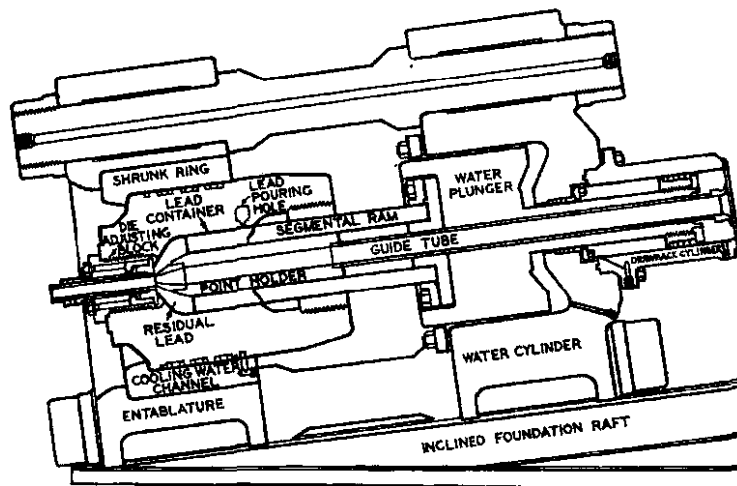 SHRUNK RING
LEAD
CONTAINER
LEAD
POURING
HOLE
WATER
PLUNGER
DIE
ADJUSTING
BLOCK
SEGMENTAL RAM
GUIDE TUBE
DRAWBACK CYLINDER
POINT HOLDER
RESIDUAL
LEAD
COOLING WATER
CHANNEL
WATER CYLINDER
ENTABLATURE
INCLINED FOUNDATION RAFT